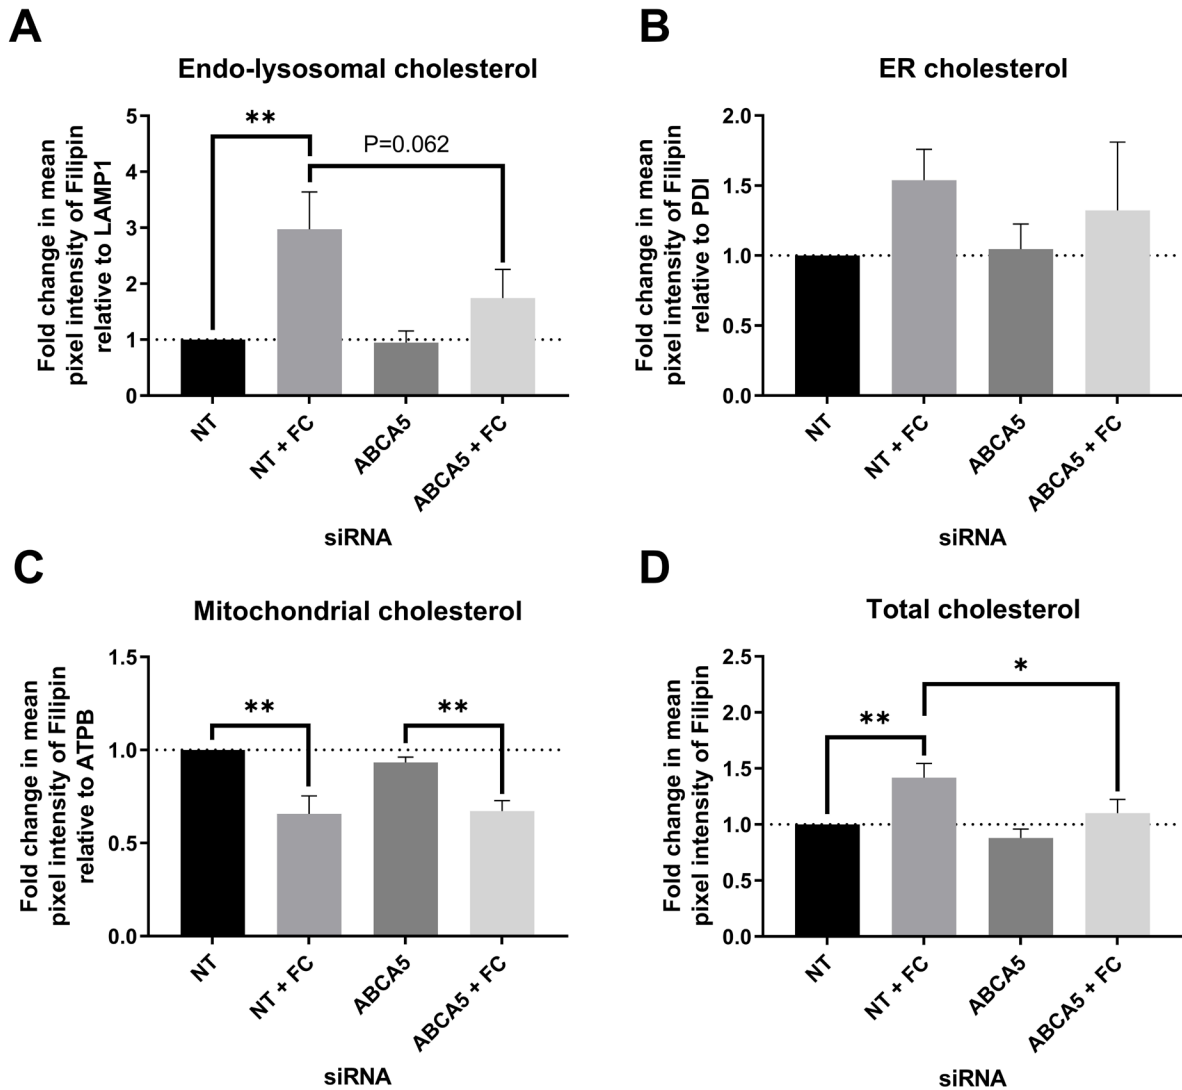 A
Endo-lysosomal cholesterol
Fold change in mean
pixel intensity of Filipin
relative to LAMP1
5
4
3
2
1
0
**
P=0.062
NT
NT + FC
ABCA5
ABCA5 + FC
siRNA
B
ER cholesterol
Fold change in mean
pixel intensity of Filipin
relative to PDI
2.0
1.5
1.0
0.5
0.0
NT
NT + FC
ABCA5
ABCA5 + FC
siRNA
C
Mitochondrial cholesterol
Fold change in mean
pixel intensity of Filipin
relative to ATPB
1.5
1.0
0.5
0.0
**
**
NT
NT + FC
ABCA5
ABCA5 + FC
siRNA
D
Total cholesterol
Fold change in mean
pixel intensity of Filipin
2.5
2.0
1.5
1.0
0.5
0.0
**
*
NT
NT + FC
ABCA5
ABCA5 + FC
siRNA